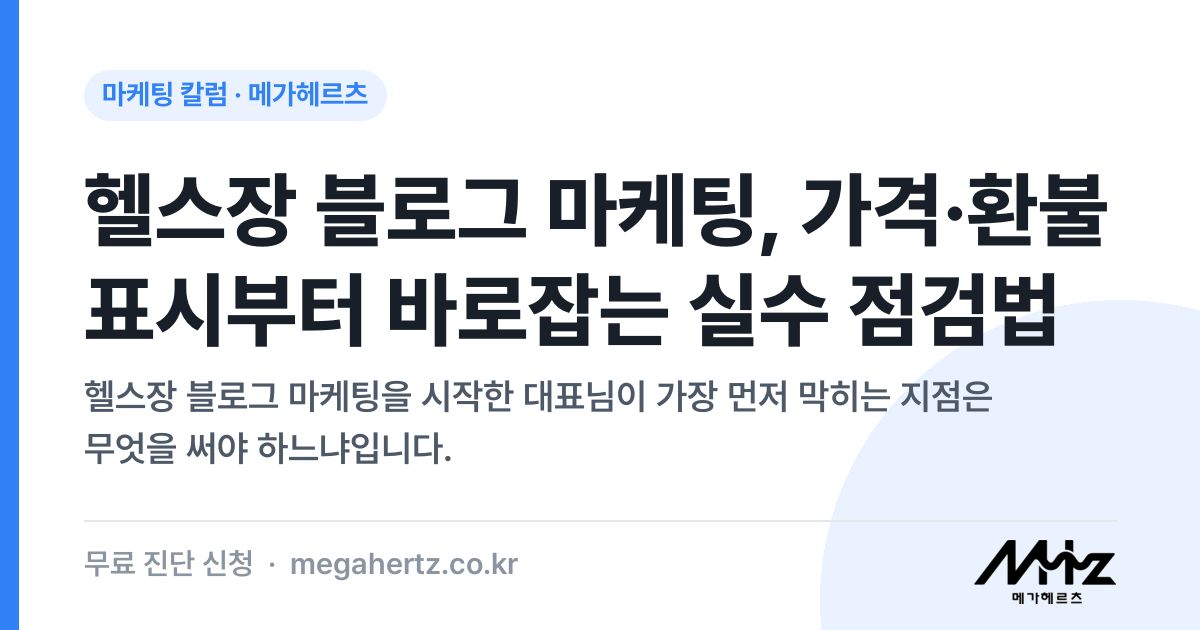 마케팅 칼럼 · 메가헤르츠
헬스장 블로그 마케팅, 가격·환불
표시부터 바로잡는 실수 점검법
헬스장 블로그 마케팅을 시작한 대표님이 가장 먼저 막히는 지점은
무엇을 써야 하느냐입니다.
무료 진단 신청 · megahertz.co.kr
MHz
메가헤르츠